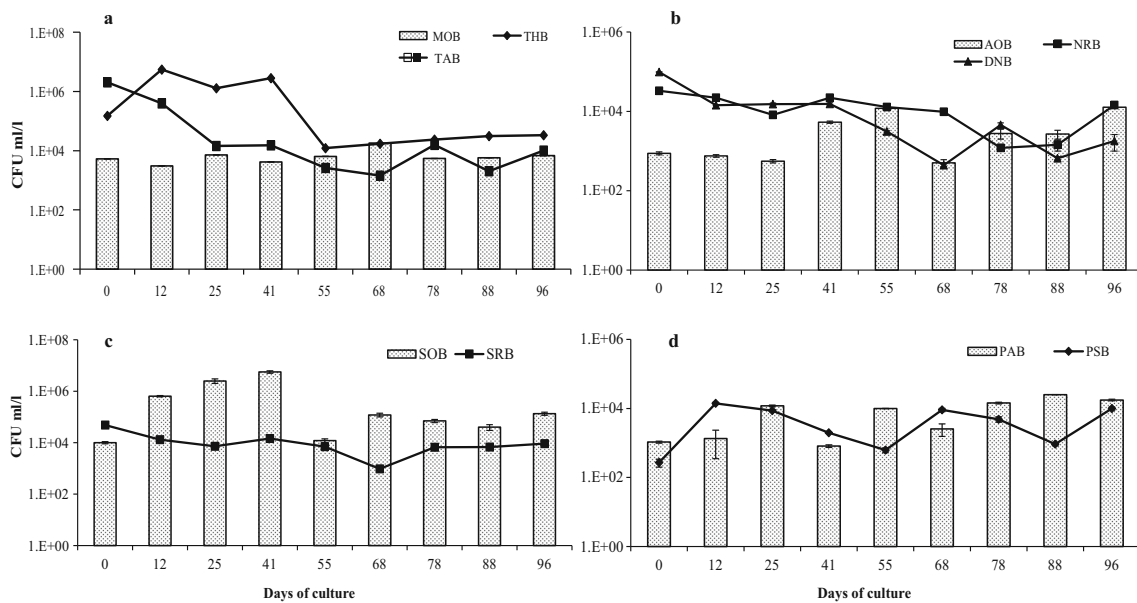 a
MOB THB
TAB
1.E+08
1.E+06
1.E+04
1.E+02
1.E+00
CFU ml/l
0 12 25 41 55 68 78 88 96
b
AOB NRB
DNB
1.E+06
1.E+04
1.E+02
1.E+00
0 12 25 41 55 68 78 88 96
c
SOB SRB
1.E+08
1.E+06
1.E+04
1.E+02
1.E+00
CFU ml/l
0 12 25 41 55 68 78 88 96
Days of culture
d
PAB PSB
1.E+06
1.E+04
1.E+02
1.E+00
0 12 25 41 55 68 78 88 96
Days of culture